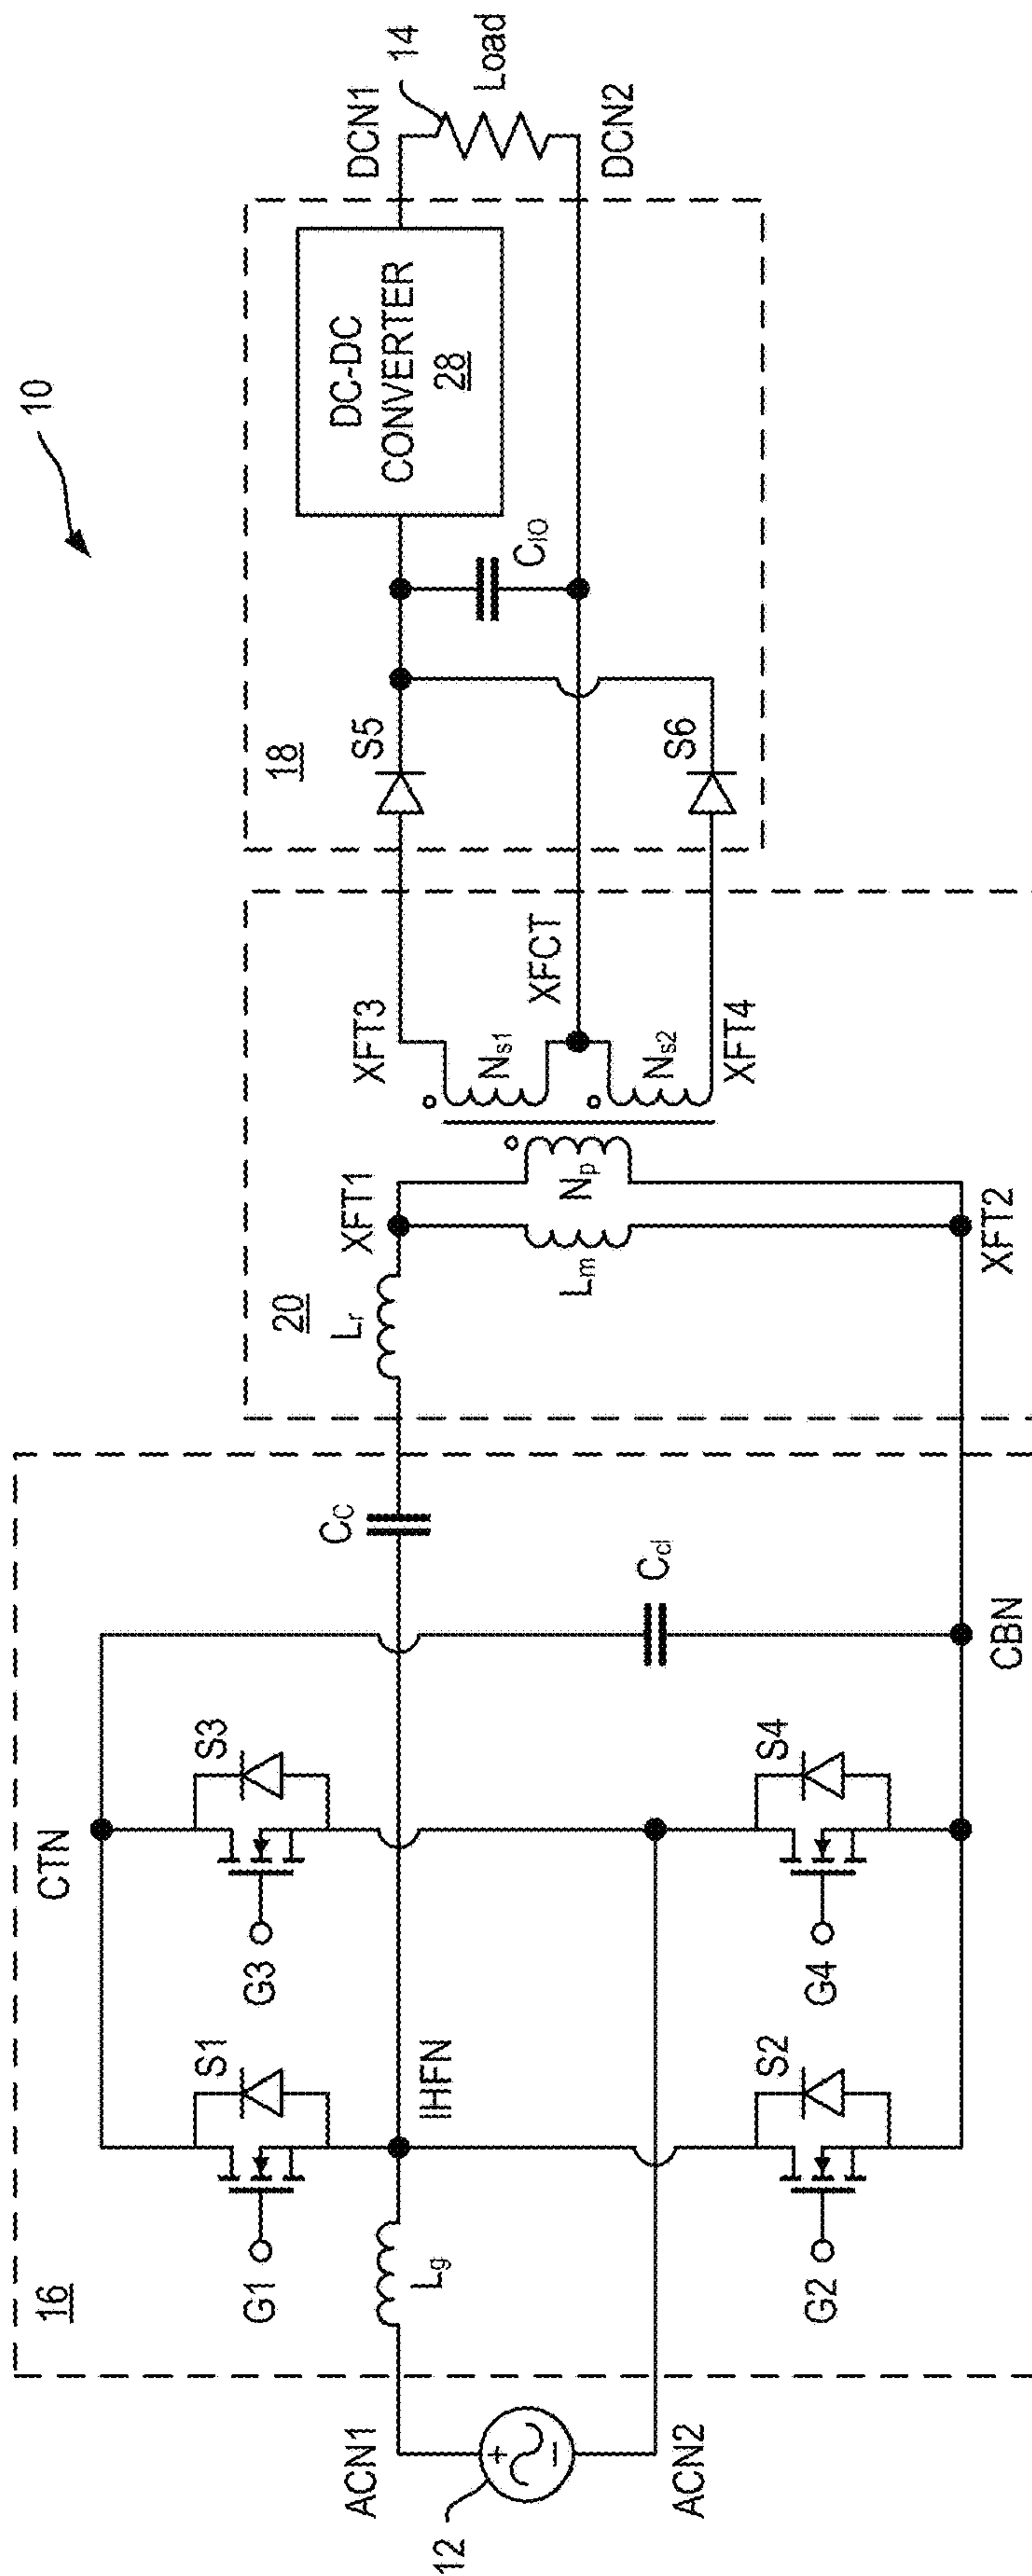 10
16
G1
S1
CTN
G3
S3
IHFN
L_g
ACN1
12
ACN2
G2
S2
G4
S4
C_C
C_cl
CBN
20
L_r
XFT1
L_m
N_p
XFT2
XFT3
N_s1
XFCT
N_s2
XFT4
18
S5
S6
DC-DC
CONVERTER
28
C_IO
DCN1
14
Load
DCN2